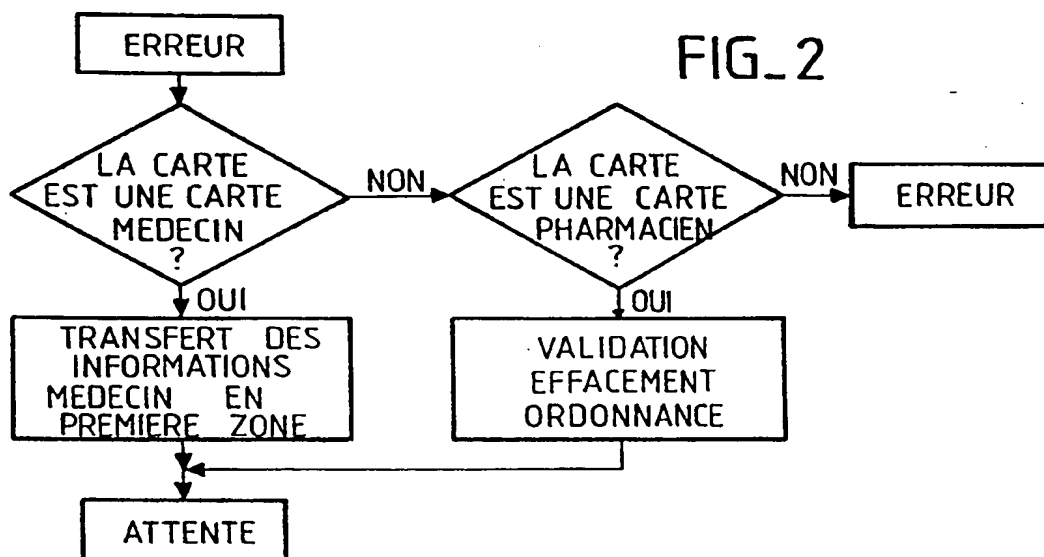 ERREUR
FIG_2
LA CARTE
EST UNE CARTE
MEDECIN
?
NON
LA CARTE
EST UNE CARTE
PHARMACIEN
?
NON
ERREUR
OUI
TRANSFERT DES
INFORMATIONS
MEDECIN EN
PREMIERE ZONE
OUI
VALIDATION
EFFACEMENT
ORDONNANCE
ATTENTE